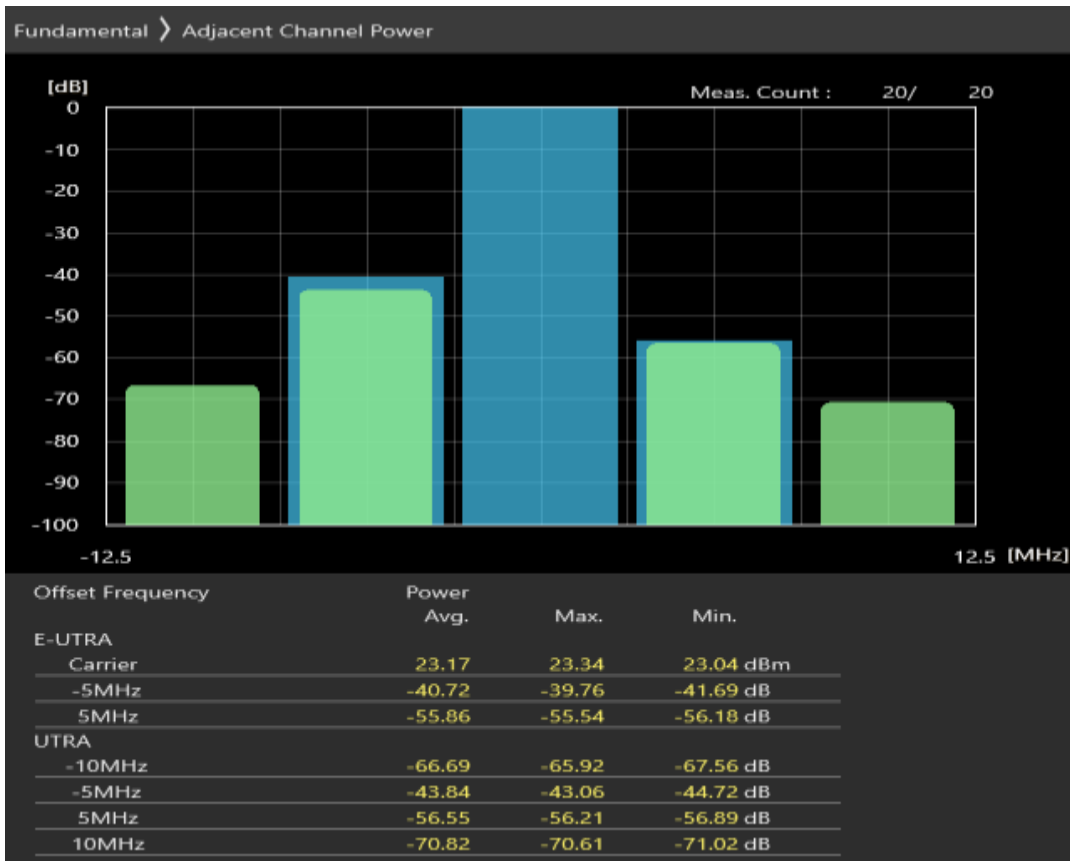 Fundamental 〉 Adjacent Channel Power
[dB]
Meas. Count : 20/ 20
0
-10
-20
-30
-40
-50
-60
-70
-80
-90
-100
-12.5 12.5 [MHz]
Offset Frequency Power
Avg. Max. Min.
E-UTRA
Carrier 23.17 23.34 23.04 dBm
-5MHz -40.72 -39.76 -41.69 dB
5MHz -55.86 -55.54 -56.18 dB
UTRA
-10MHz -66.69 -65.92 -67.56 dB
-5MHz -43.84 -43.06 -44.72 dB
5MHz -56.55 -56.21 -56.89 dB
10MHz -70.82 -70.61 -71.02 dB